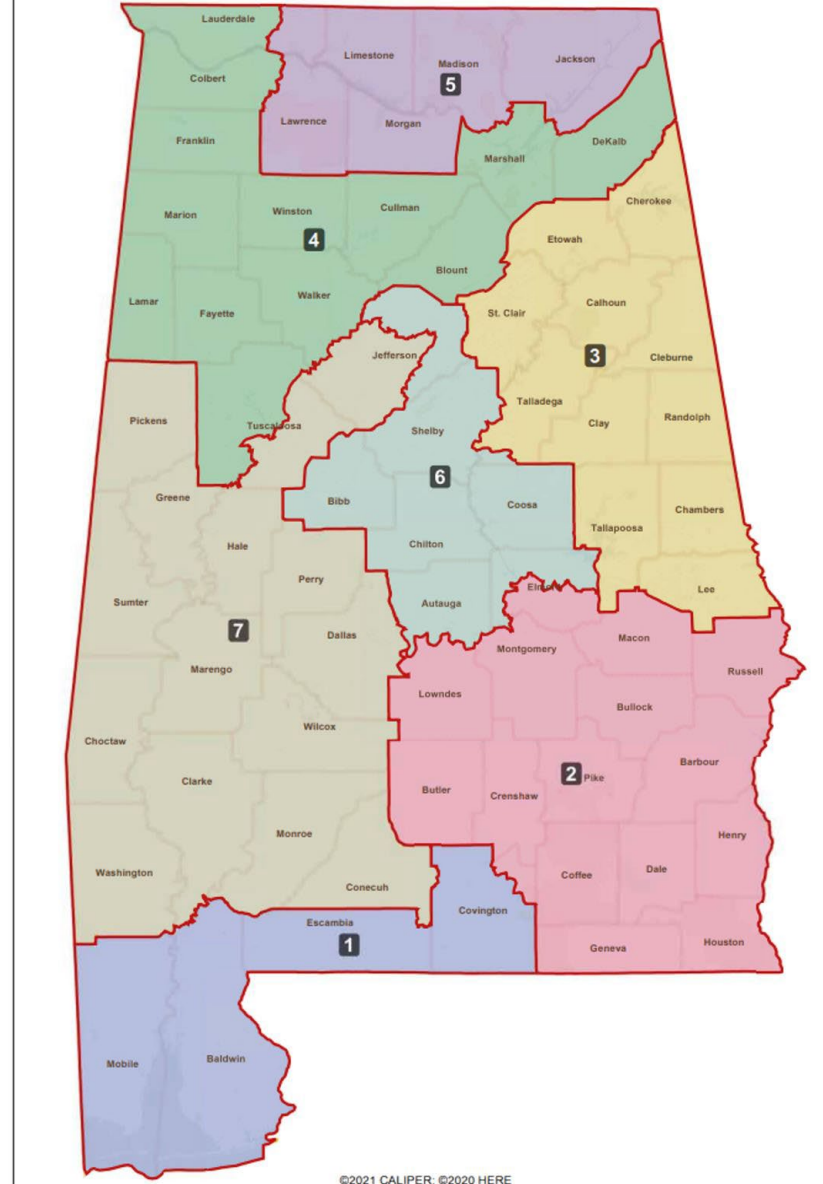 Lauderdale
Limestone
Madison
Jackson
5
Colbert
Lawrence
Morgan
Franklin
DeKalb
Marshall
Cherokee
Marion
Winston
Cullman
4
Etowah
Blount
Lamar
Walker
Fayette
St. Clair
Calhoun
Jefferson
3
Cleburne
Talladega
Pickens
Tuscaloosa
Shelby
Clay
Randolph
6
Greene
Bibb
Coosa
Chambers
Tallapoosa
Hale
Chilton
Perry
Elmore
Lee
Sumter
Autauga
7
Dallas
Macon
Montgomery
Marengo
Russell
Lowndes
Bullock
Wilcox
Choctaw
Barbour
2
Pike
Clarke
Butler
Crenshaw
Monroe
Henry
Washington
Coffee
Dale
Conecuh
Covington
Escambia
1
Geneva
Houston
Mobile
Baldwin
©2021 CALIPER; ©2020 HERE